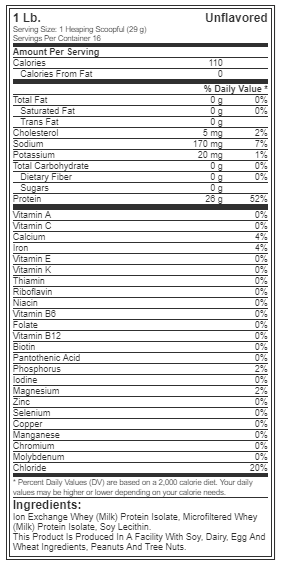 1 Lb. Unflavored
Serving Size: 1 Heaping Scoopful (29 g)
Servings Per Container 16
Amount Per Serving
Calories 110
Calories From Fat 0
% Daily Value *
Total Fat 0 g 0%
Saturated Fat 0 g 0%
Trans Fat 0 g
Cholesterol 5 mg 2%
Sodium 170 mg 7%
Potassium 20 mg 1%
Total Carbohydrate 0 g 0%
Dietary Fiber 0 g 0%
Sugars 0 g
Protein 26 g 52%
Vitamin A 0%
Vitamin C 0%
Calcium 4%
Iron 4%
Vitamin E 0%
Vitamin K 0%
Thiamin 0%
Riboflavin 0%
Niacin 0%
Vitamin B6 0%
Folate 0%
Vitamin B12 0%
Biotin 0%
Pantothenic Acid 0%
Phosphorus 2%
Iodine 0%
Magnesium 2%
Zinc 0%
Selenium 0%
Copper 0%
Manganese 0%
Chromium 0%
Molybdenum 0%
Chloride 20%
* Percent Daily Values (DV) are based on a 2,000 calorie diet. Your daily
values may be higher or lower depending on your calorie needs.
Ingredients:
Ion Exchange Whey (Milk) Protein Isolate, Microfiltered Whey
(Milk) Protein Isolate, Soy Lecithin.
This Product Is Produced In A Facility With Soy, Dairy, Egg And
Wheat Ingredients, Peanuts And Tree Nuts.